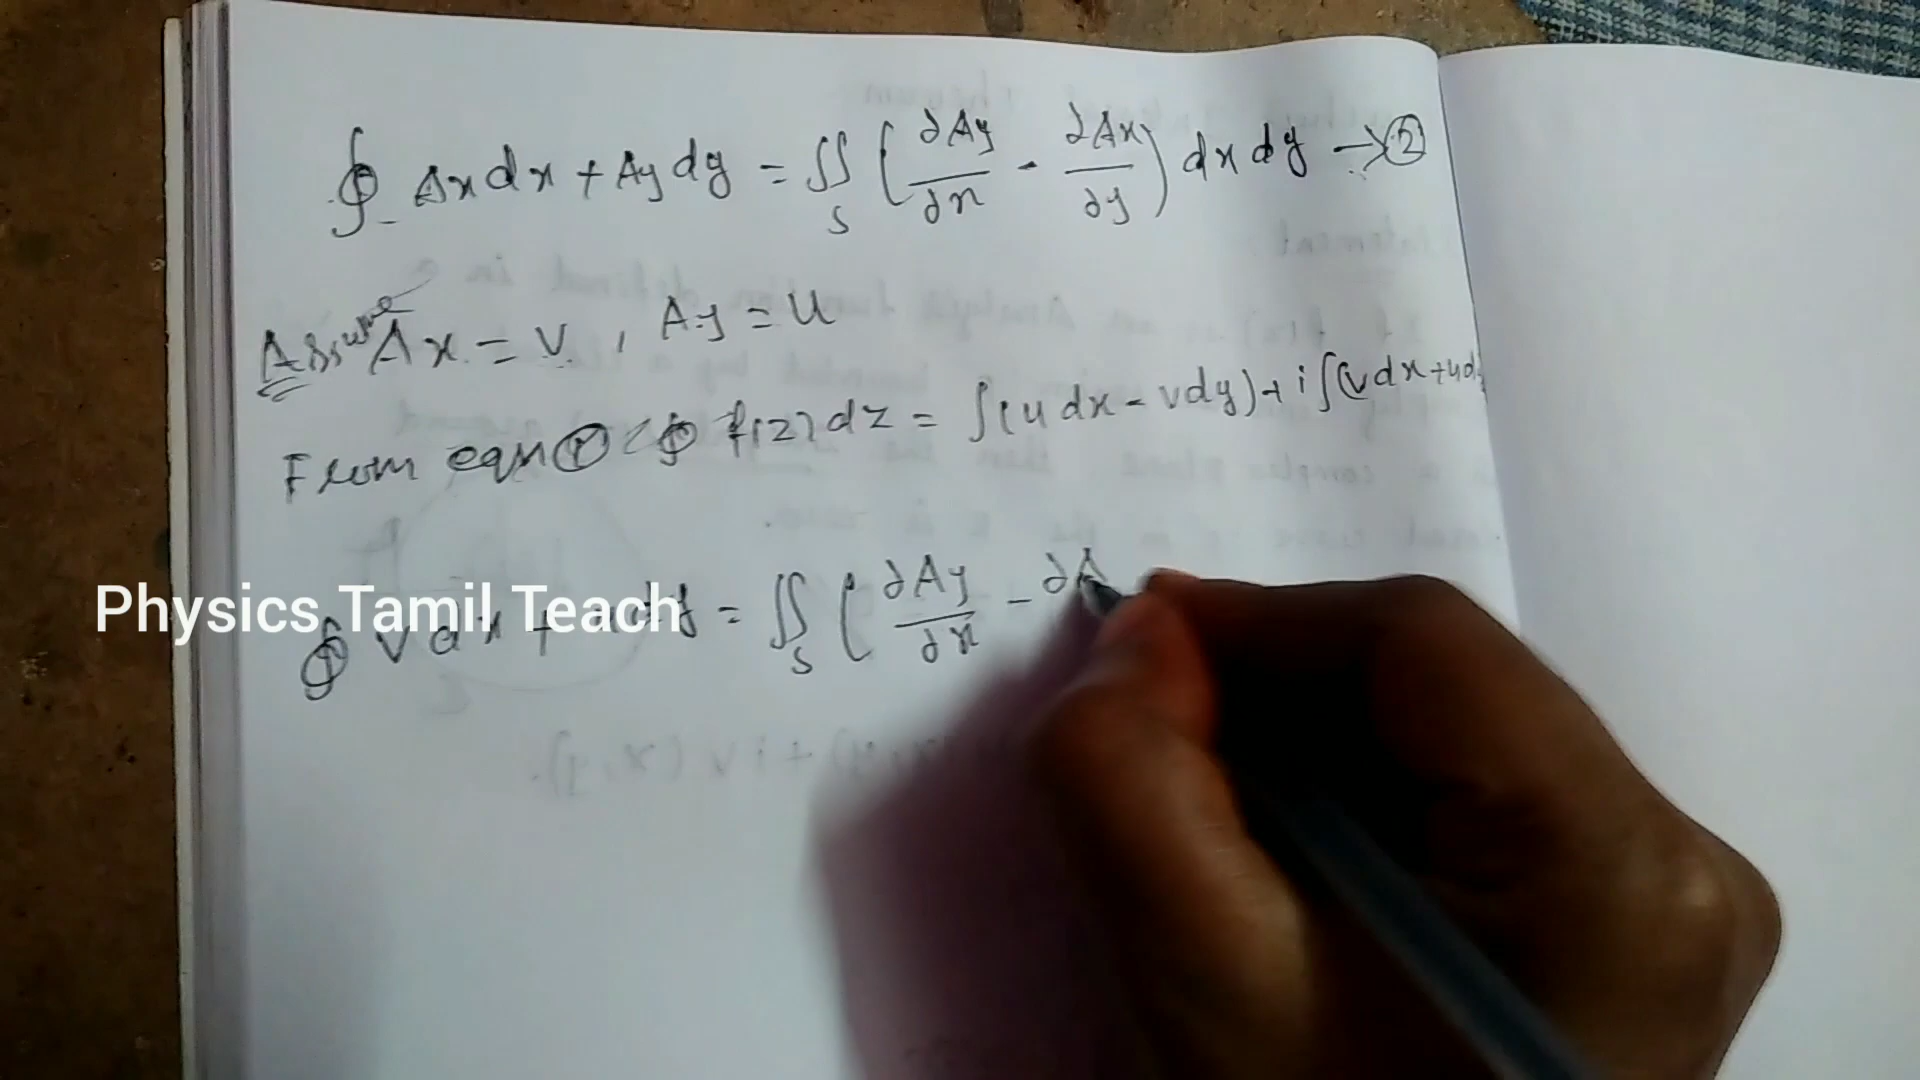 ∮ Ax dx + Ay dy = ∬S (∂Ay/∂x - ∂Ax/∂y) dx dy → ②
Assume Ax = V, Ay = u
From eqn ① ∮ f(z) dz = ∫(u dx - v dy) + i ∫(v dx + u d
∮ V dx + u dy = ∬S (∂Ay/∂x - ∂A
Physics Tamil Teach